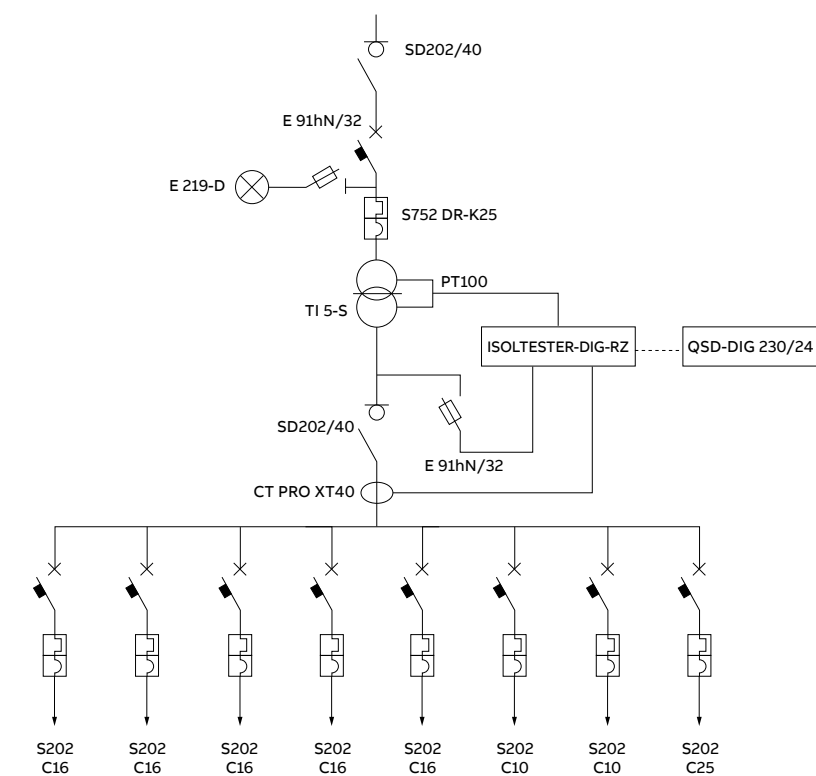 SD202/40
E 91hN/32
E 219-D
S752 DR-K25
PT100
TI 5-S
ISOLTESTER-DIG-RZ
QSD-DIG 230/24
SD202/40
E 91hN/32
CT PRO XT40
S202
C16
S202
C16
S202
C16
S202
C16
S202
C16
S202
C10
S202
C10
S202
C25